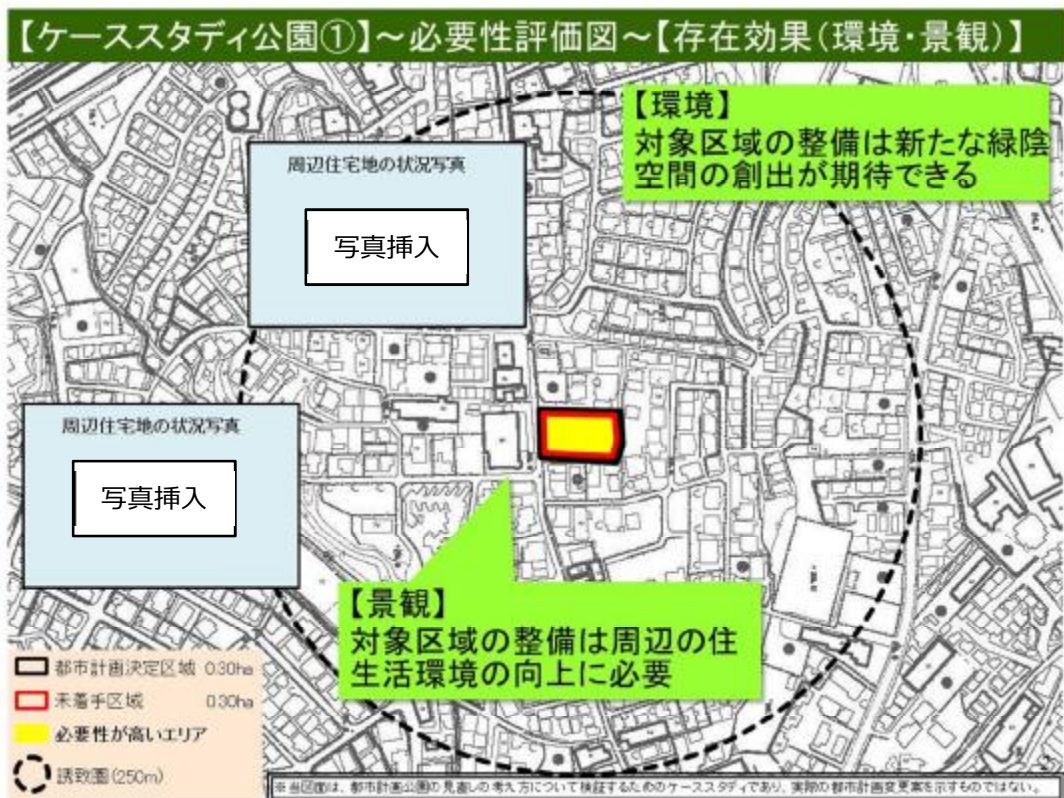 【ケーススタディ公園①】～必要性評価図～【存在効果(環境・景観)】
【環境】
対象区域の整備は新たな緑陰
空間の創出が期待できる
周辺住宅地の状況写真
写真挿入
周辺住宅地の状況写真
写真挿入
【景観】
対象区域の整備は周辺の住
生活環境の向上に必要
都市計画決定区域 0.30ha
未着手区域 0.30ha
必要性が高いエリア
誘致圏(250m)
※当図面は、都市計画公園の見直しの考え方について検証するためのケーススタディであり、実際の都市計画変更案を示すものではない。